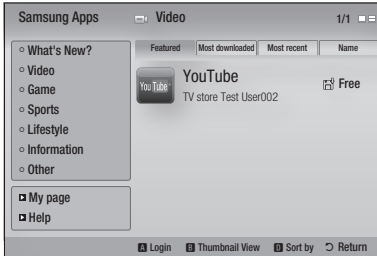 Samsung Apps
Video
1/1
What's New?
Video
Game
Sports
Lifestyle
Information
Other
My page
Help
Featured
Most downloaded
Most recent
Name
You Tube
YouTube
TV store Test User002
Free
A Login
B Thumbnail View
D Sort by
Return